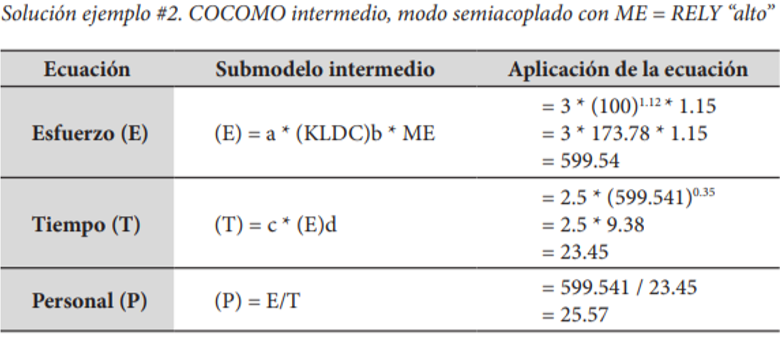 Solución ejemplo #2. COCOMO intermedio, modo semiacoplado con ME = RELY “alto”
Ecuación Submodelo intermedio Aplicación de la ecuación
Esfuerzo (E) (E) = a * (KLDC)b * ME
= 3 * (100)^1.12 * 1.15
= 3 * 173.78 * 1.15
= 599.54
Tiempo (T) (T) = c * (E)d
= 2.5 * (599.541)^0.35
= 2.5 * 9.38
= 23.45
Personal (P) (P) = E/T
= 599.541 / 23.45
= 25.57